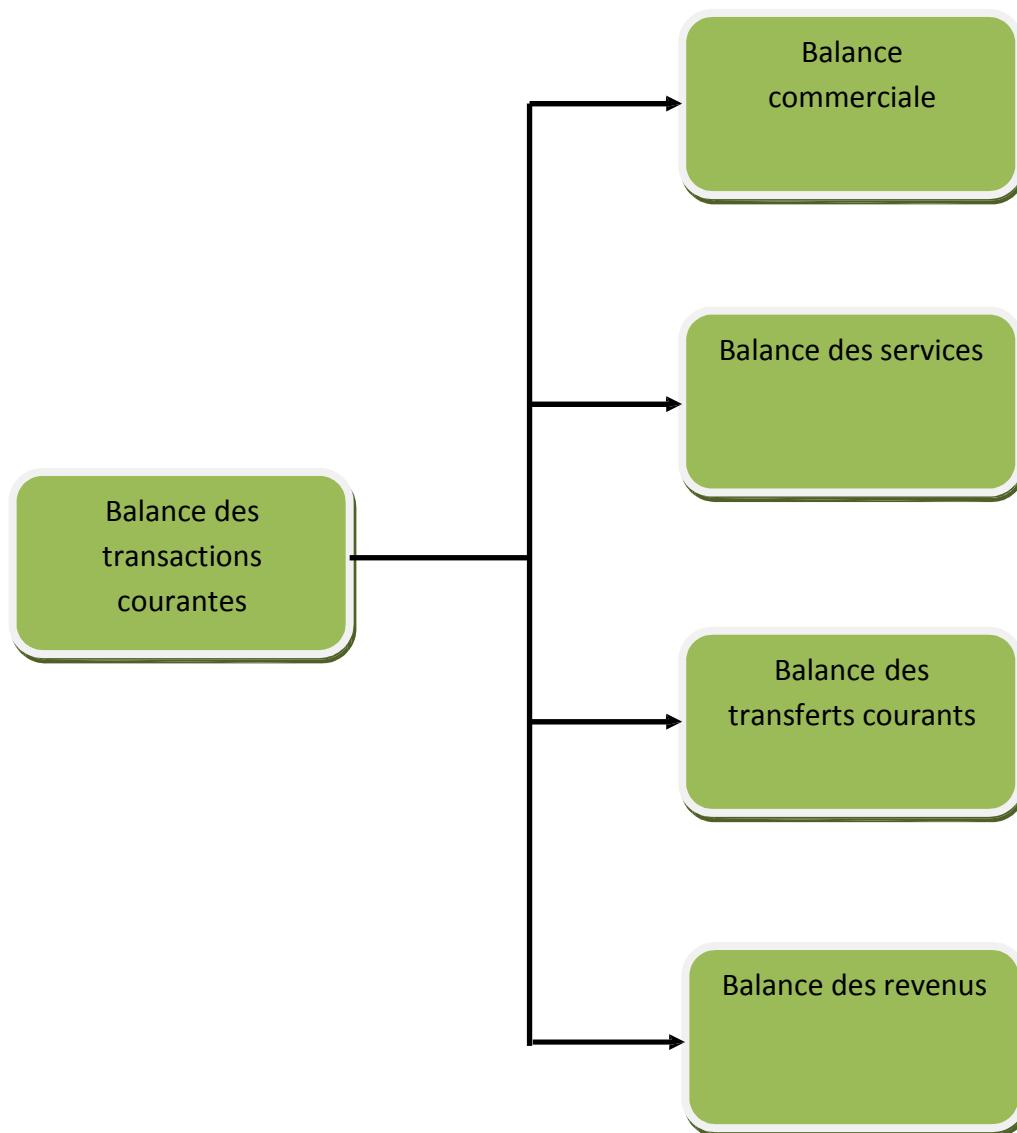 Balance
commerciale
Balance des services
Balance des
transactions
courantes
Balance des
transferts courants
Balance des revenus